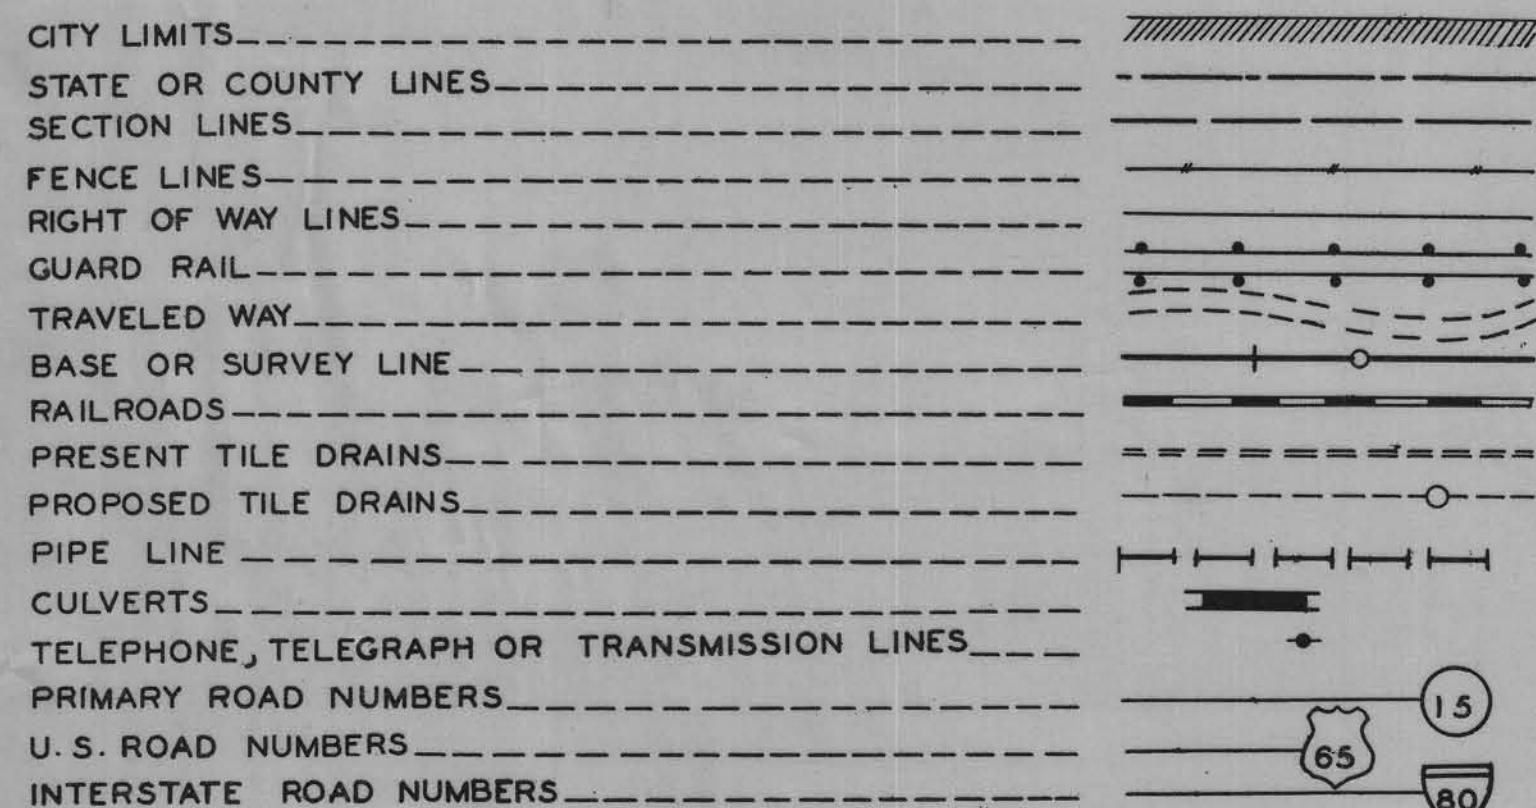 CITY LIMITS
STATE OR COUNTY LINES
SECTION LINES
FENCE LINES
RIGHT OF WAY LINES
GUARD RAIL
TRAVELED WAY
BASE OR SURVEY LINE
RAILROADS
PRESENT TILE DRAINS
PROPOSED TILE DRAINS
PIPE LINE
CULVERTS
TELEPHONE, TELEGRAPH OR TRANSMISSION LINES
PRIMARY ROAD NUMBERS 15
U.S. ROAD NUMBERS 65
INTERSTATE ROAD NUMBERS 80